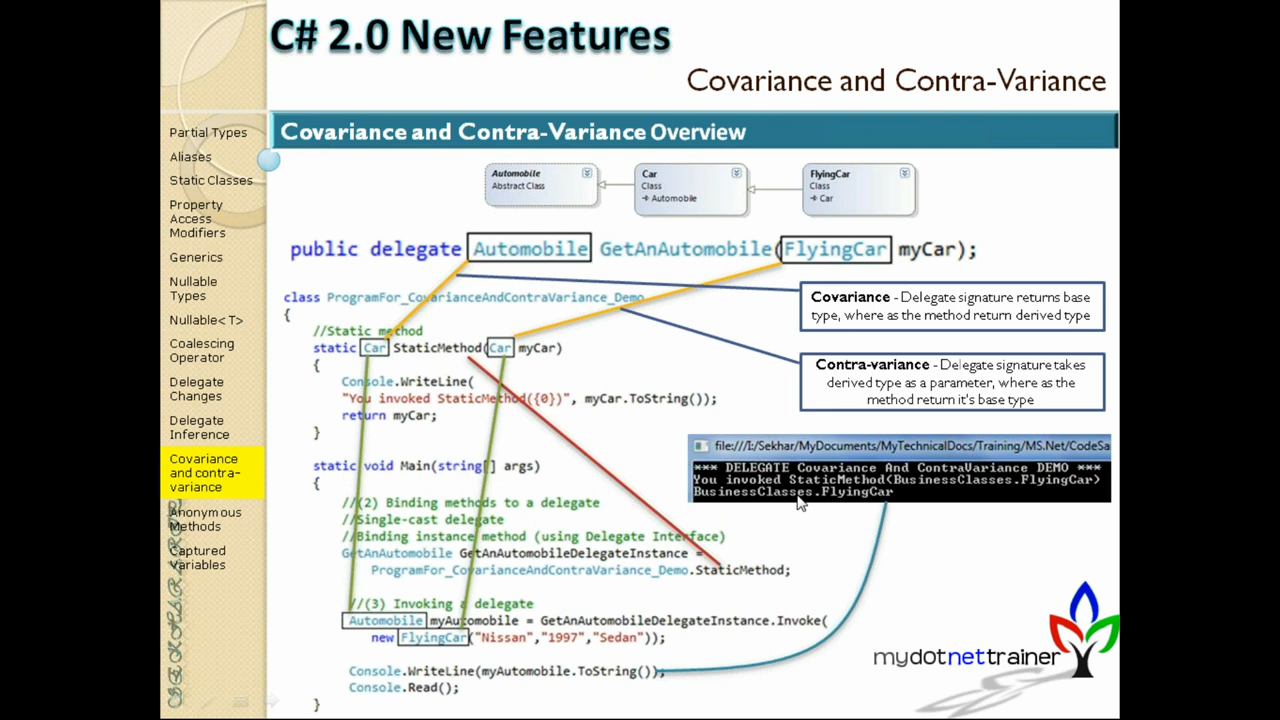 C# 2.0 New Features
Covariance and Contra-Variance
Partial Types
Aliases
Static Classes
Property
Access
Modifiers
Generics
Nullable
Types
Nullable< T>
Coalescing
Operator
Delegate
Changes
Delegate
Inference
Covariance
and contra-
variance
Anonymous
Methods
Captured
Variables
Covariance and Contra-Variance Overview
Automobile
Abstract Class
Car
Class
Automobile
FlyingCar
Class
Car
public delegate Automobile GetAnAutomobile(FlyingCar myCar);
Covariance - Delegate signature returns base
type, where as the method return derived type
Contra-variance - Delegate signature takes
derived type as a parameter, where as the
method return it's base type
class ProgramFor_CovarianceAndContraVariance_Demo
{
//Static method
static Car StaticMethod(Car myCar)
{
Console.WriteLine(
"You invoked StaticMethod({0})", myCar.ToString());
return myCar;
}
static void Main(string[] args)
{
//(2) Binding methods to a delegate
//Single-cast delegate
//Binding instance method (using Delegate Interface)
GetAnAutomobile GetAnAutomobileDelegateInstance =
ProgramFor_CovarianceAndContraVariance_Demo.StaticMethod;
//(3) Invoking a delegate
Automobile myAutomobile = GetAnAutomobileDelegateInstance.Invoke(
new FlyingCar("Nissan","1997","Sedan"));
Console.WriteLine(myAutomobile.ToString());
Console.Read();
}
file:///I:/Sekhar/MyDocuments/MyTechnicalDocs/Training/MS.Net/CodeSa
*** DELEGATE Covariance And ContraVariance DEMO ***
You invoked StaticMethod(BusinessClasses.FlyingCar)
BusinessClasses.FlyingCar
mydotnettrainer